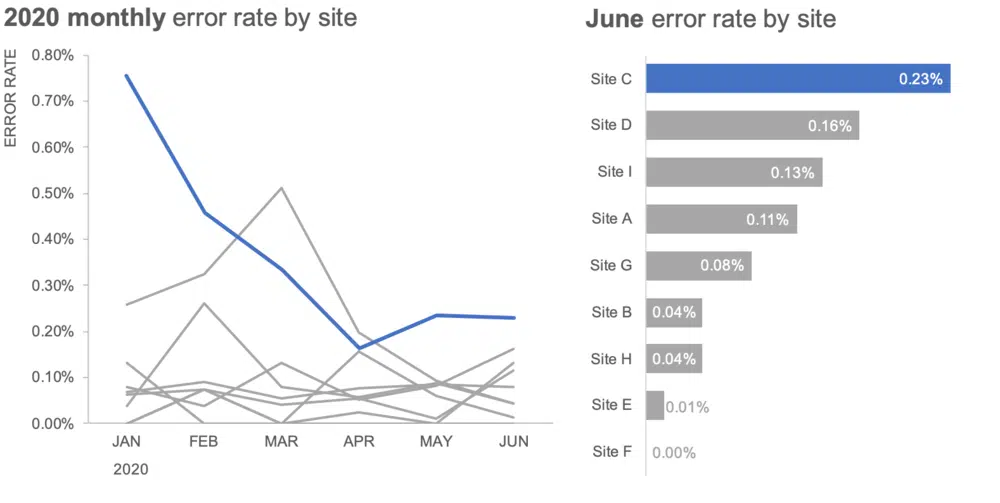 2020 monthly error rate by site
ERROR RATE
0.80%
0.70%
0.60%
0.50%
0.40%
0.30%
0.20%
0.10%
0.00%
JAN FEB MAR APR MAY JUN
2020
June error rate by site
Site C 0.23%
Site D 0.16%
Site I 0.13%
Site A 0.11%
Site G 0.08%
Site B 0.04%
Site H 0.04%
Site E 0.01%
Site F 0.00%